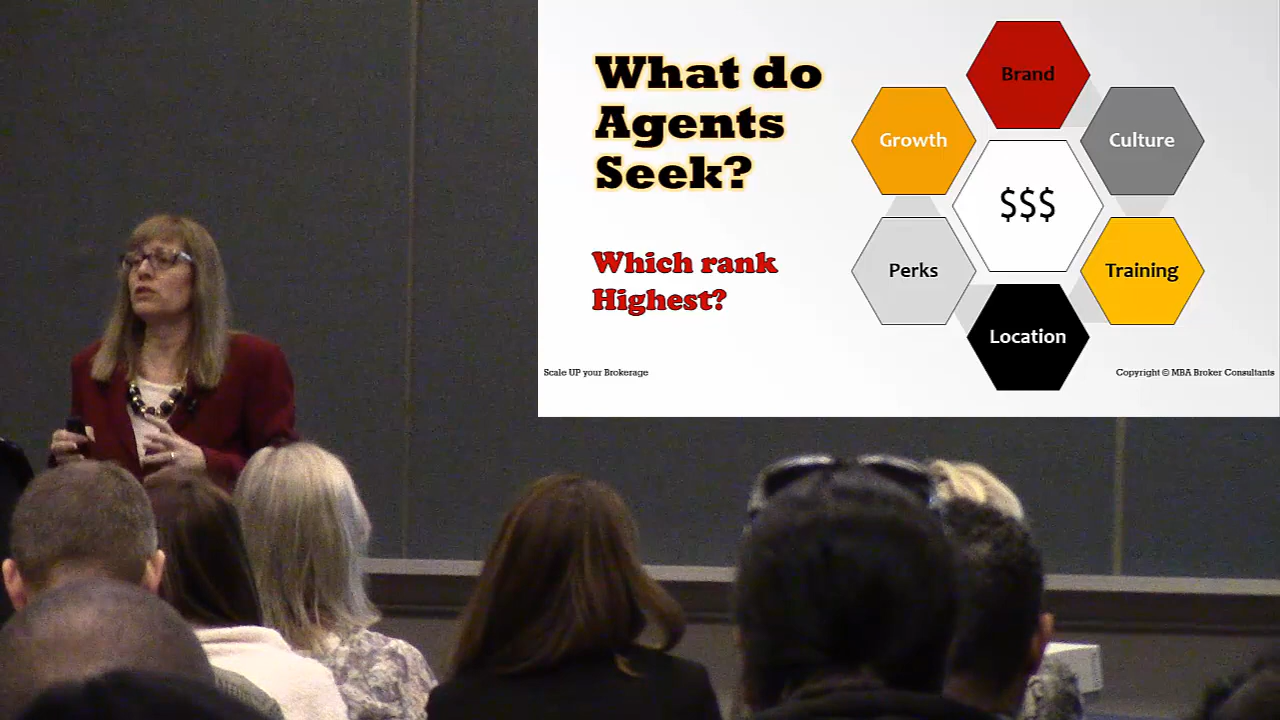 What do
Agents
Seek?
Which rank
Highest?
Brand
Growth
Culture
$$$
Perks
Training
Location
Scale UP your Brokerage
Copyright © MBA Broker Consultants